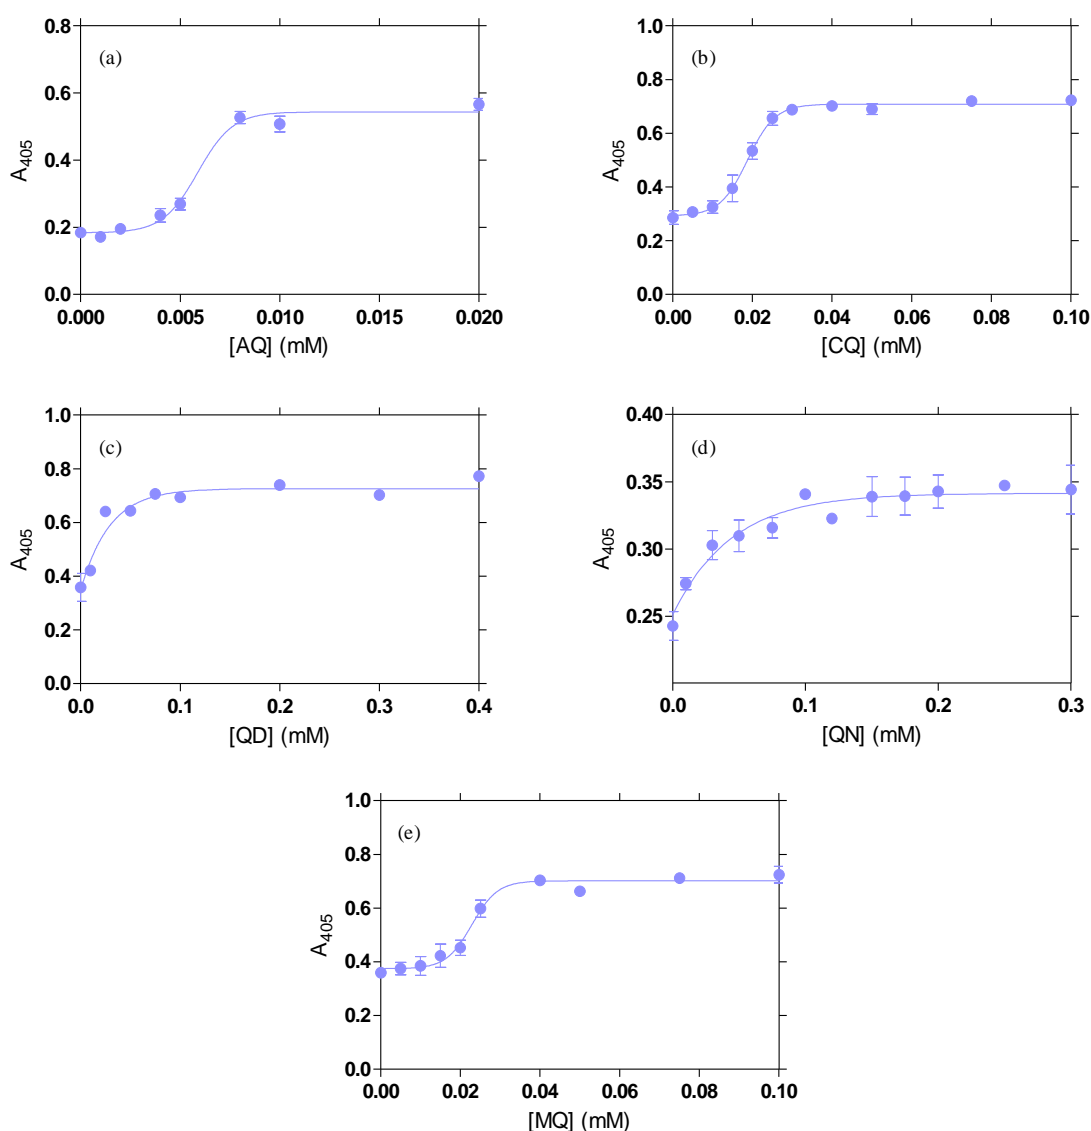 (a)
A405
0.8
0.6
0.4
0.2
0.0
0.000 0.005 0.010 0.015 0.020
[AQ] (mM)
(b)
A405
1.0
0.8
0.6
0.4
0.2
0.0
0.00 0.02 0.04 0.06 0.08 0.10
[CQ] (mM)
(c)
A405
1.0
0.8
0.6
0.4
0.2
0.0
0.0 0.1 0.2 0.3 0.4
[QD] (mM)
(d)
A405
0.40
0.35
0.30
0.25
0.0 0.1 0.2 0.3
[QN] (mM)
(e)
A405
1.0
0.8
0.6
0.4
0.2
0.0
0.00 0.02 0.04 0.06 0.08 0.10
[MQ] (mM)